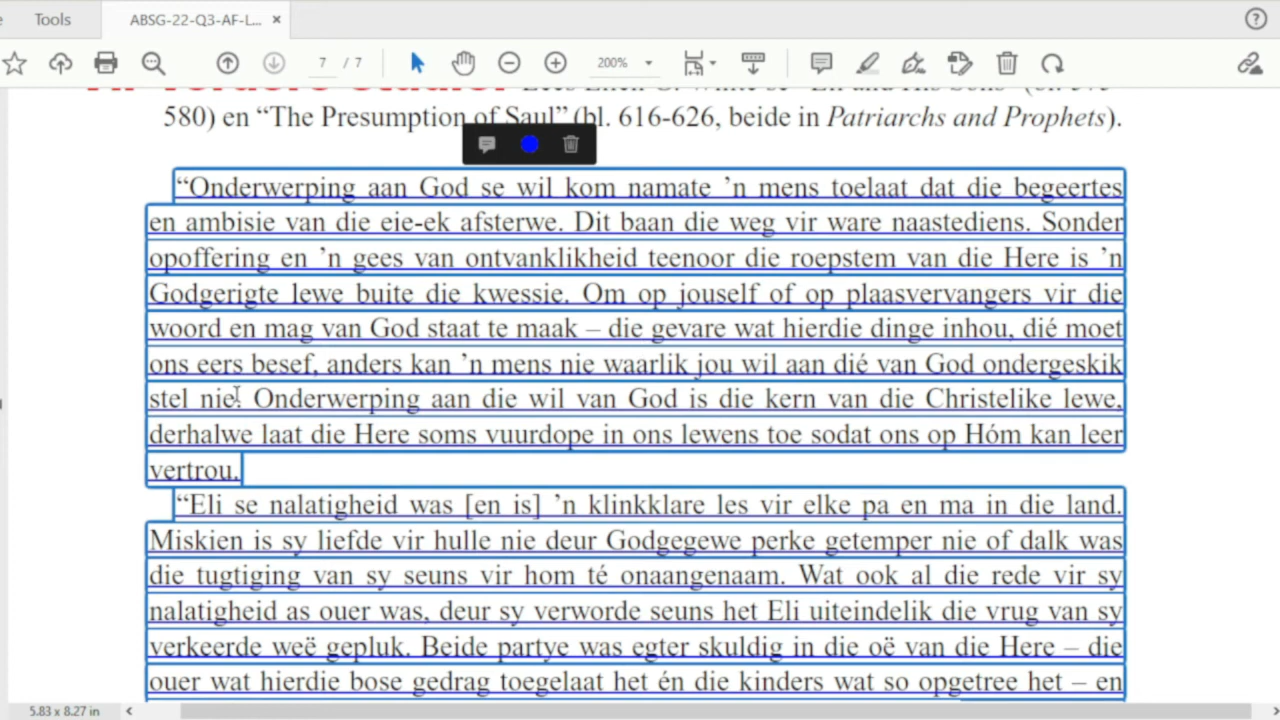 Tools
ABSG-22-Q3-AF-L... ×
7 / 7
200%
580) en “The Presumption of Saul” (bl. 616-626, beide in Patriarchs and Prophets).
“Onderwerping aan God se wil kom namate ’n mens toelaat dat die begeertes
en ambisie van die eie-ek afsterwe. Dit baan die weg vir ware naastediens. Sonder
opoffering en ’n gees van ontvanklikheid teenoor die roepstem van die Here is ’n
Godgerigte lewe buite die kwessie. Om op jouself of op plaasvervangers vir die
woord en mag van God staat te maak – die gevare wat hierdie dinge inhou, dié moet
ons eers besef, anders kan ’n mens nie waarlik jou wil aan dié van God ondergeskik
stel nie. Onderwerping aan die wil van God is die kern van die Christelike lewe,
derhalwe laat die Here soms vuurdope in ons lewens toe sodat ons op Hóm kan leer
vertrou.
“Eli se nalatigheid was [en is] ’n klinkklare les vir elke pa en ma in die land.
Miskien is sy liefde vir hulle nie deur Godgegewe perke getemper nie of dalk was
die tugtiging van sy seuns vir hom té onaangenaam. Wat ook al die rede vir sy
nalatigheid as ouer was, deur sy verworde seuns het Eli uiteindelik die vrug van sy
verkeerde weë gepluk. Beide partye was egter skuldig in die oë van die Here – die
ouer wat hierdie bose gedrag toegelaat het én die kinders wat so opgetree het – en
5.83 x 8.27 in